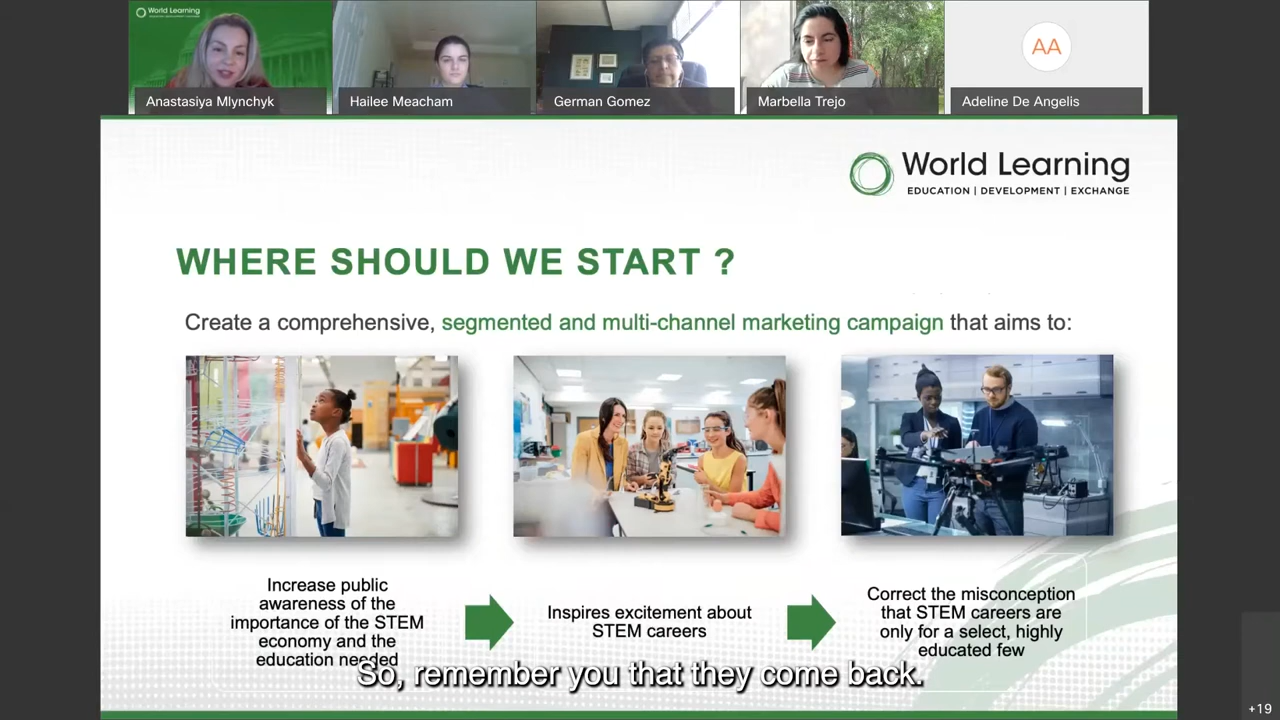 World Learning
Anastasiya Mlynchyk
Hailee Meacham
German Gomez
Marbella Trejo
AA
Adeline De Angelis
World Learning
EDUCATION | DEVELOPMENT | EXCHANGE
WHERE SHOULD WE START ?
Create a comprehensive, segmented and multi-channel marketing campaign that aims to:
Increase public
awareness of the
importance of the STEM
economy and the
education needed
Inspires excitement about
STEM careers
Correct the misconception
that STEM careers are
only for a select, highly
educated few
So, remember you that they come back.
+19